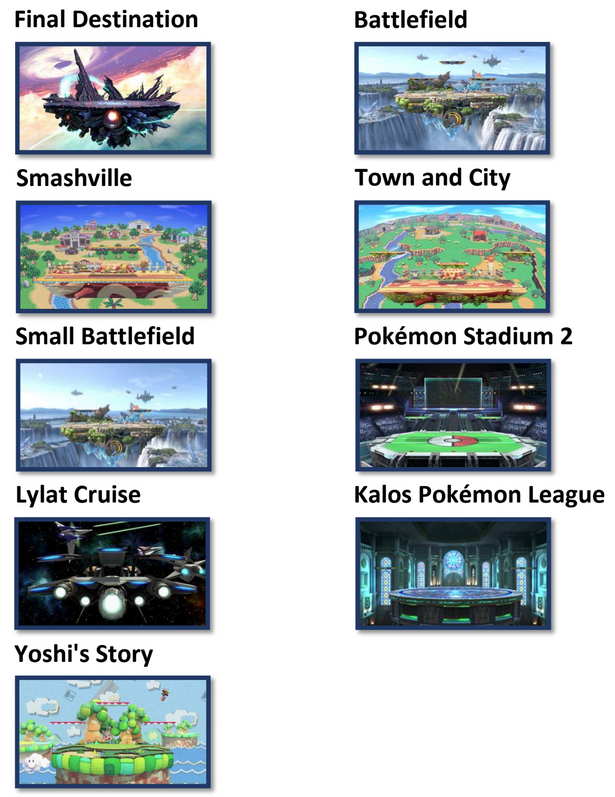 Final Destination
Battlefield
Smashville
Town and City
Small Battlefield
Pokémon Stadium 2
Lylat Cruise
Kalos Pokémon League
Yoshi's Story